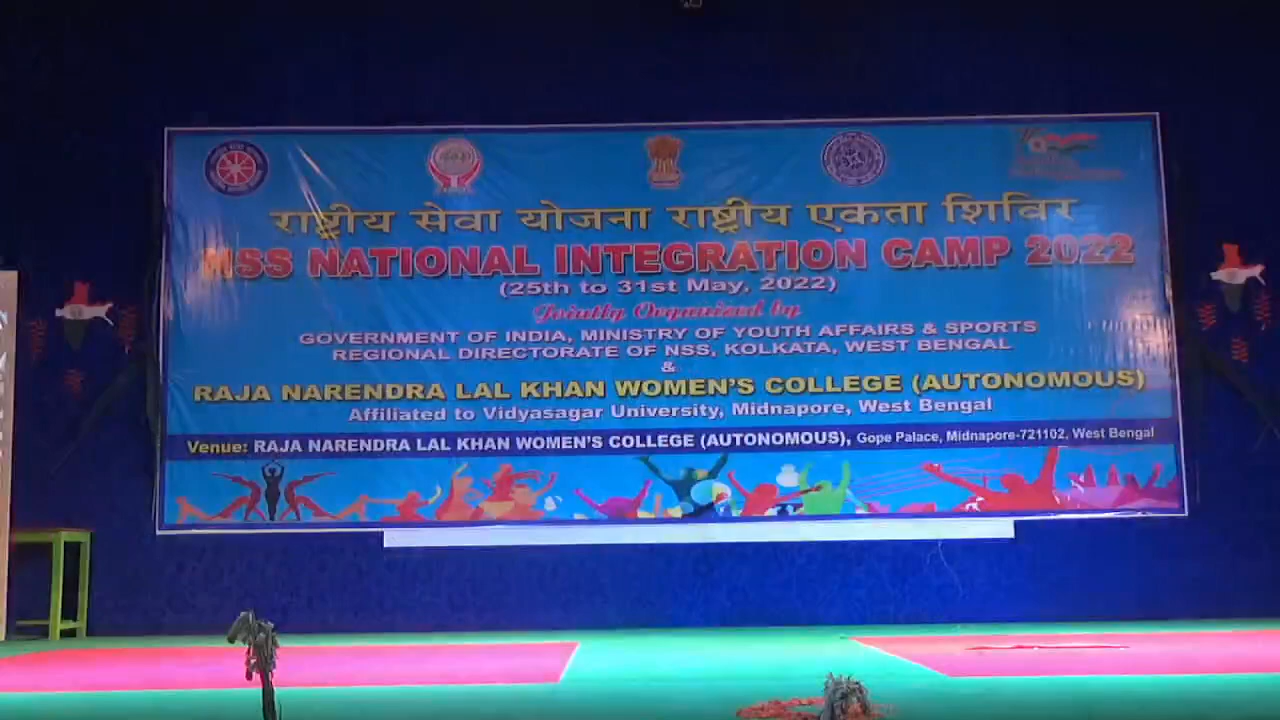 राष्ट्रीय सेवा योजना राष्ट्रीय एकता शिविर
NSS NATIONAL INTEGRATION CAMP 2022
(25th to 31st May, 2022)
Jointly Organized by
GOVERNMENT OF INDIA, MINISTRY OF YOUTH AFFAIRS & SPORTS
REGIONAL DIRECTORATE OF NSS, KOLKATA, WEST BENGAL
&
RAJA NARENDRA LAL KHAN WOMEN'S COLLEGE (AUTONOMOUS)
Affiliated to Vidyasagar University, Midnapore, West Bengal
Venue: RAJA NARENDRA LAL KHAN WOMEN'S COLLEGE (AUTONOMOUS), Gope Palace, Midnapore-721102, West Bengal